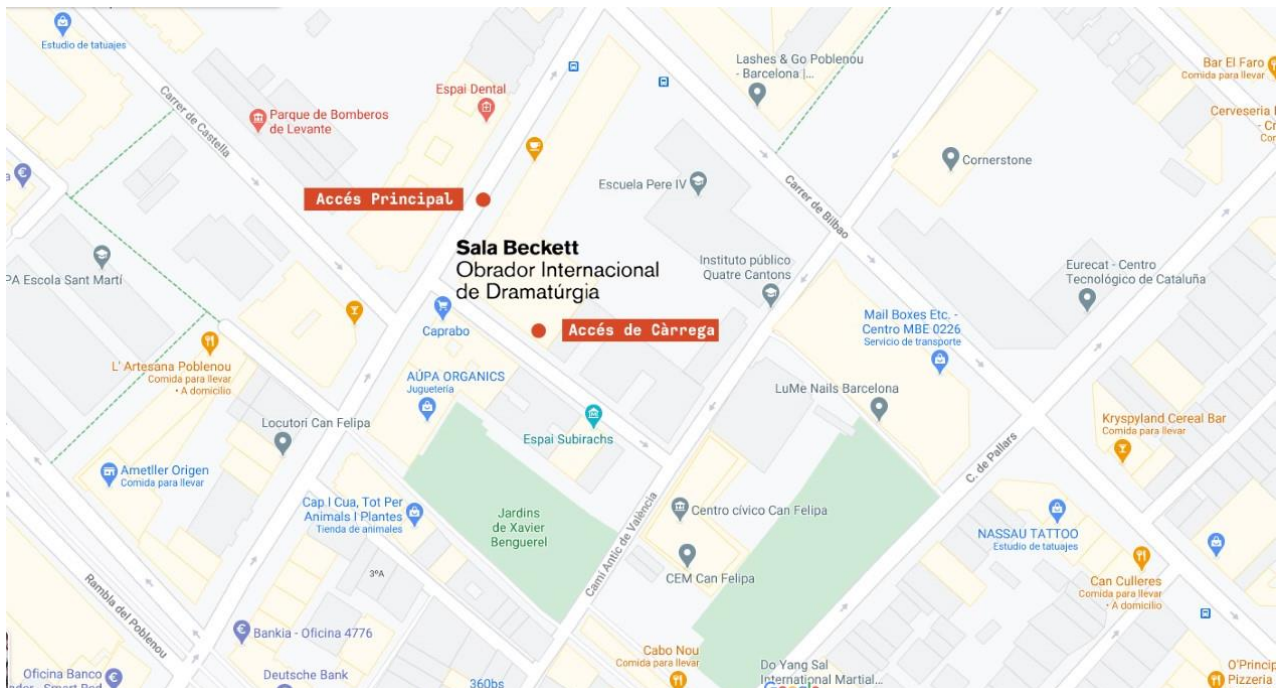 Estudio de tatuajes
Carrer de Castella
Parque de Bomberos
de Levante
Espai Dental
Lashes & Go Poblenou
- Barcelona |...
Bar El Faro
Comida para llevar
Cerveseria
Cornerstone
Escuela Pere IV
Carrer de Bilbao
Accés Principal
Sala Beckett
Obrador Internacional
de Dramatúrgia
Accés de Càrrega
Instituto público
Quatre Cantons
Eurecat - Centro
Tecnológico de Cataluña
PA Escola Sant Martí
Caprabo
Mail Boxes Etc. -
Centro MBE 0226
Servicio de transporte
L' Artesana Poblenou
Comida para llevar
• A domicilio
AÚPA ORGANICS
Juguetería
LuMe Nails Barcelona
Locutori Can Felipa
Espai Subirachs
Kryspyland Cereal Bar
Comida para llevar
C. de Pallars
Ametller Origen
Comida para llevar
Cap I Cua, Tot Per
Animals I Plantes
Tienda de animales
Jardins
de Xavier
Benguerel
Camí Antic de València
Centro cívico Can Felipa
NASSAU TATTOO
Estudio de tatuajes
CEM Can Felipa
3ºA
Can Culleres
Comida para llevar
• A domicilio
Rambla del Poblenou
Bankia - Oficina 4776
Oficina Banco
Deutsche Bank
360bs
Cabo Nou
Comida para llevar
Do Yang Sal
International Martial...
O'Princip
Pizzeria